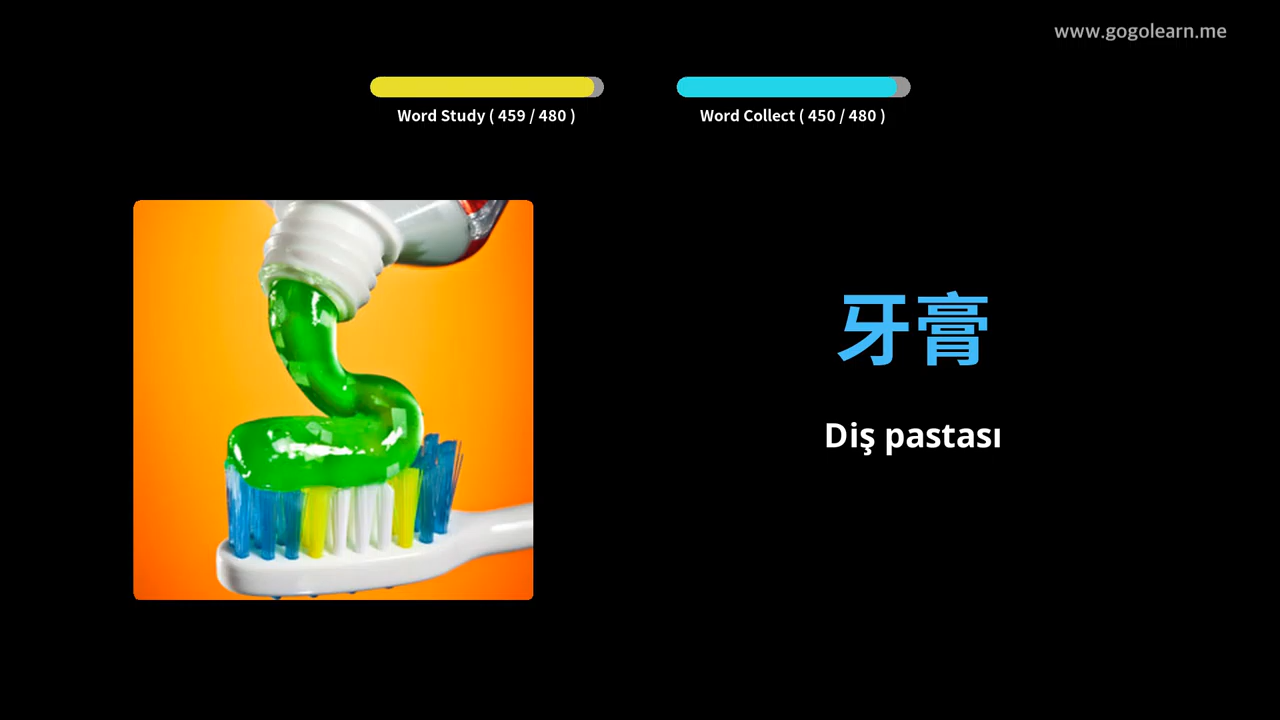 www.gogolearn.me
Word Study ( 459 / 480 )
Word Collect ( 450 / 480 )
牙膏
Diş pastası